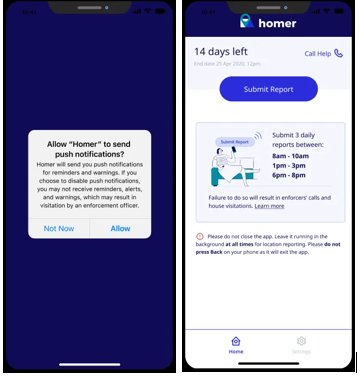 Allow “Homer” to send
push notifications?
Homer will send you push notifications
for reminders and warnings. If you
choose to disable push notifications,
you may not receive reminders, alerts,
and warnings, which may result in
visitation by an enforcement officer.
Not Now
Allow
homer
14 days left
Call Help
End date 25 Apr 2020, 12pm
Submit Report
Submit Report
Submit 3 daily
reports between:
8am - 10am
1pm - 3pm
6pm - 8pm
Failure to do so will result in enforcers' calls and
house visitations. Learn more
Please do not close the app. Leave it running in the
background at all times for location reporting. Please do not
press Back on your phone as it will exit the app.
Home
Settings